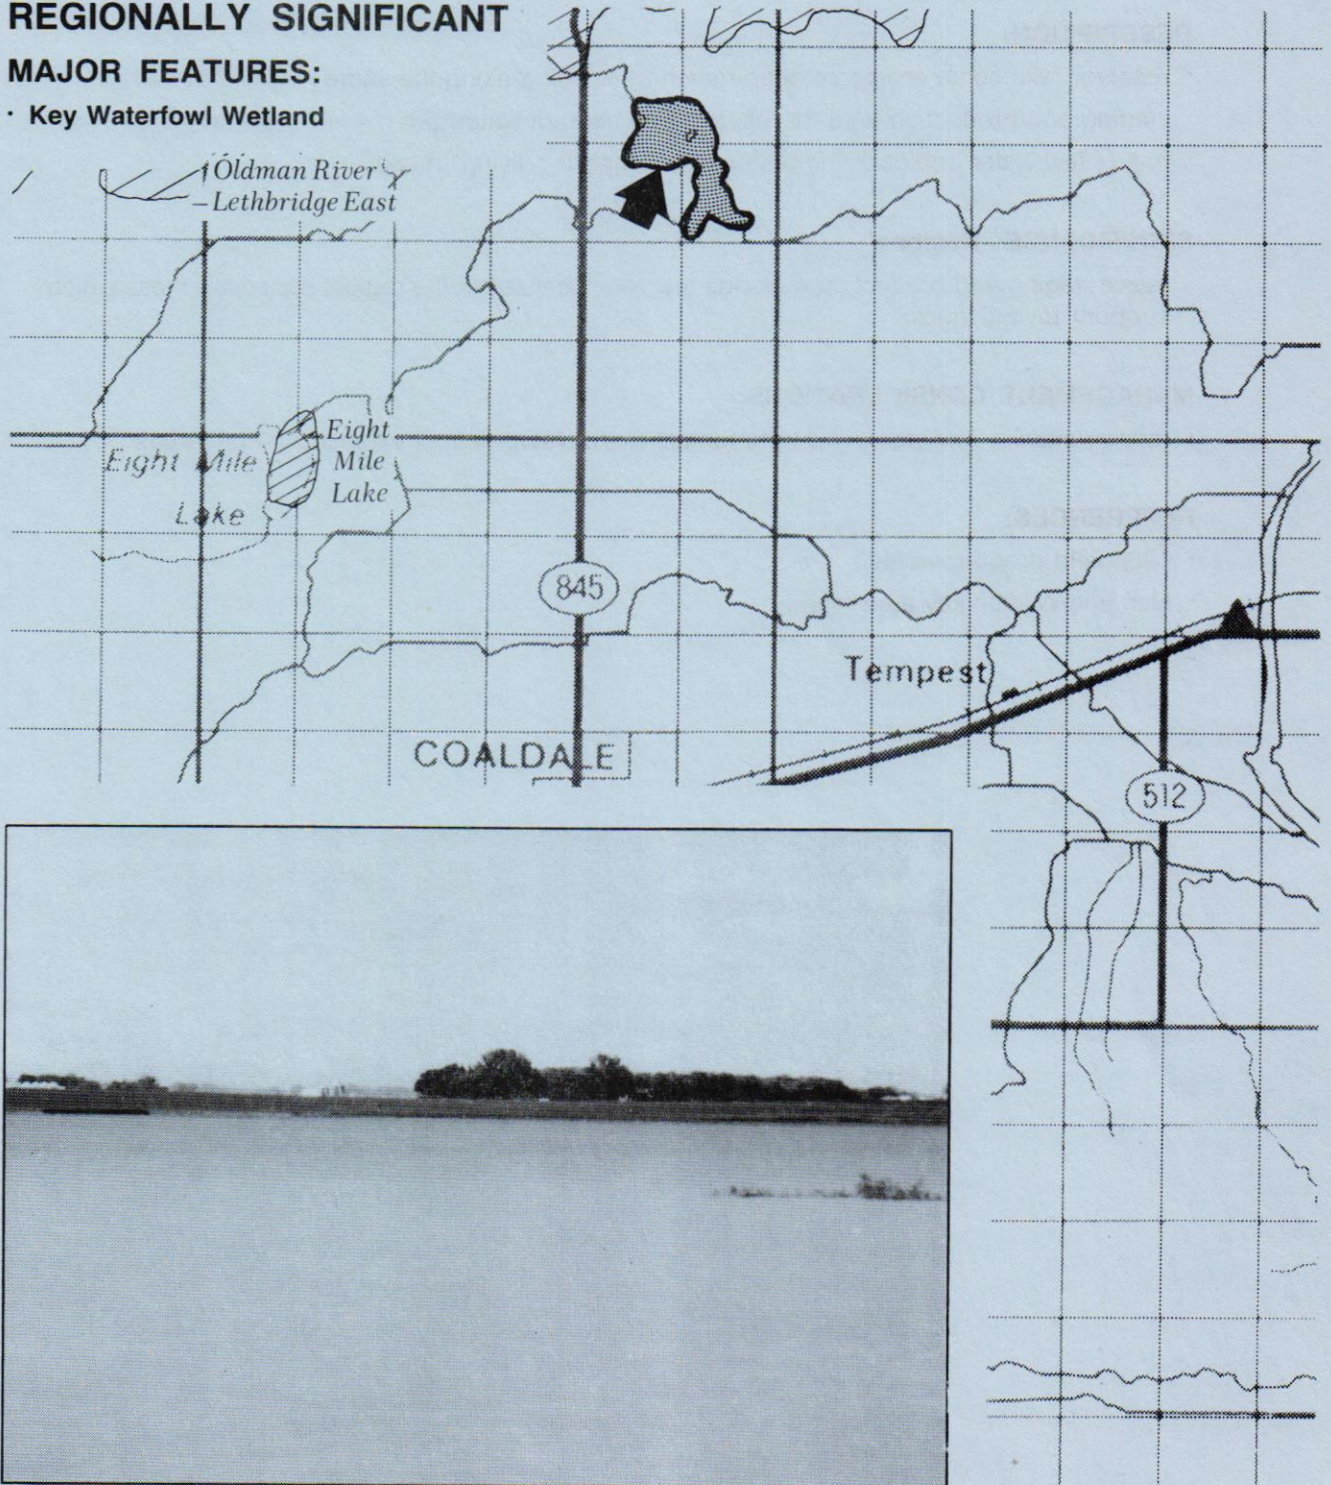 REGIONALLY SIGNIFICANT
MAJOR FEATURES:
· Key Waterfowl Wetland
Oldman River
– Lethbridge East
Eight Mile
Lake
Eight
Mile
Lake
845
Tempest
COALDALE
512